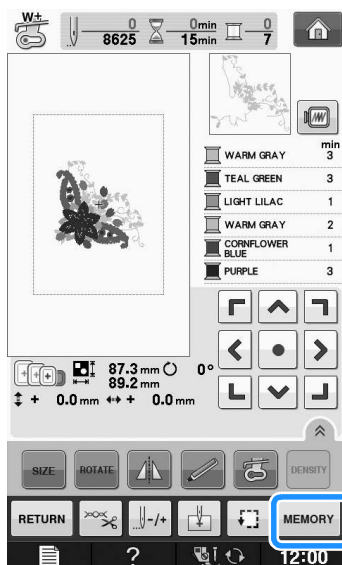 W±
0 0min 0
8625 15min 7
min
WARM GRAY 3
TEAL GREEN 3
LIGHT LILAC 1
WARM GRAY 2
CORNFLOWER
BLUE 1
PURPLE 3
87.3 mm 0°
89.2 mm
+ 0.0 mm + 0.0 mm
SIZE ROTATE DENSITY
RETURN -/+ MEMORY
? 12:00